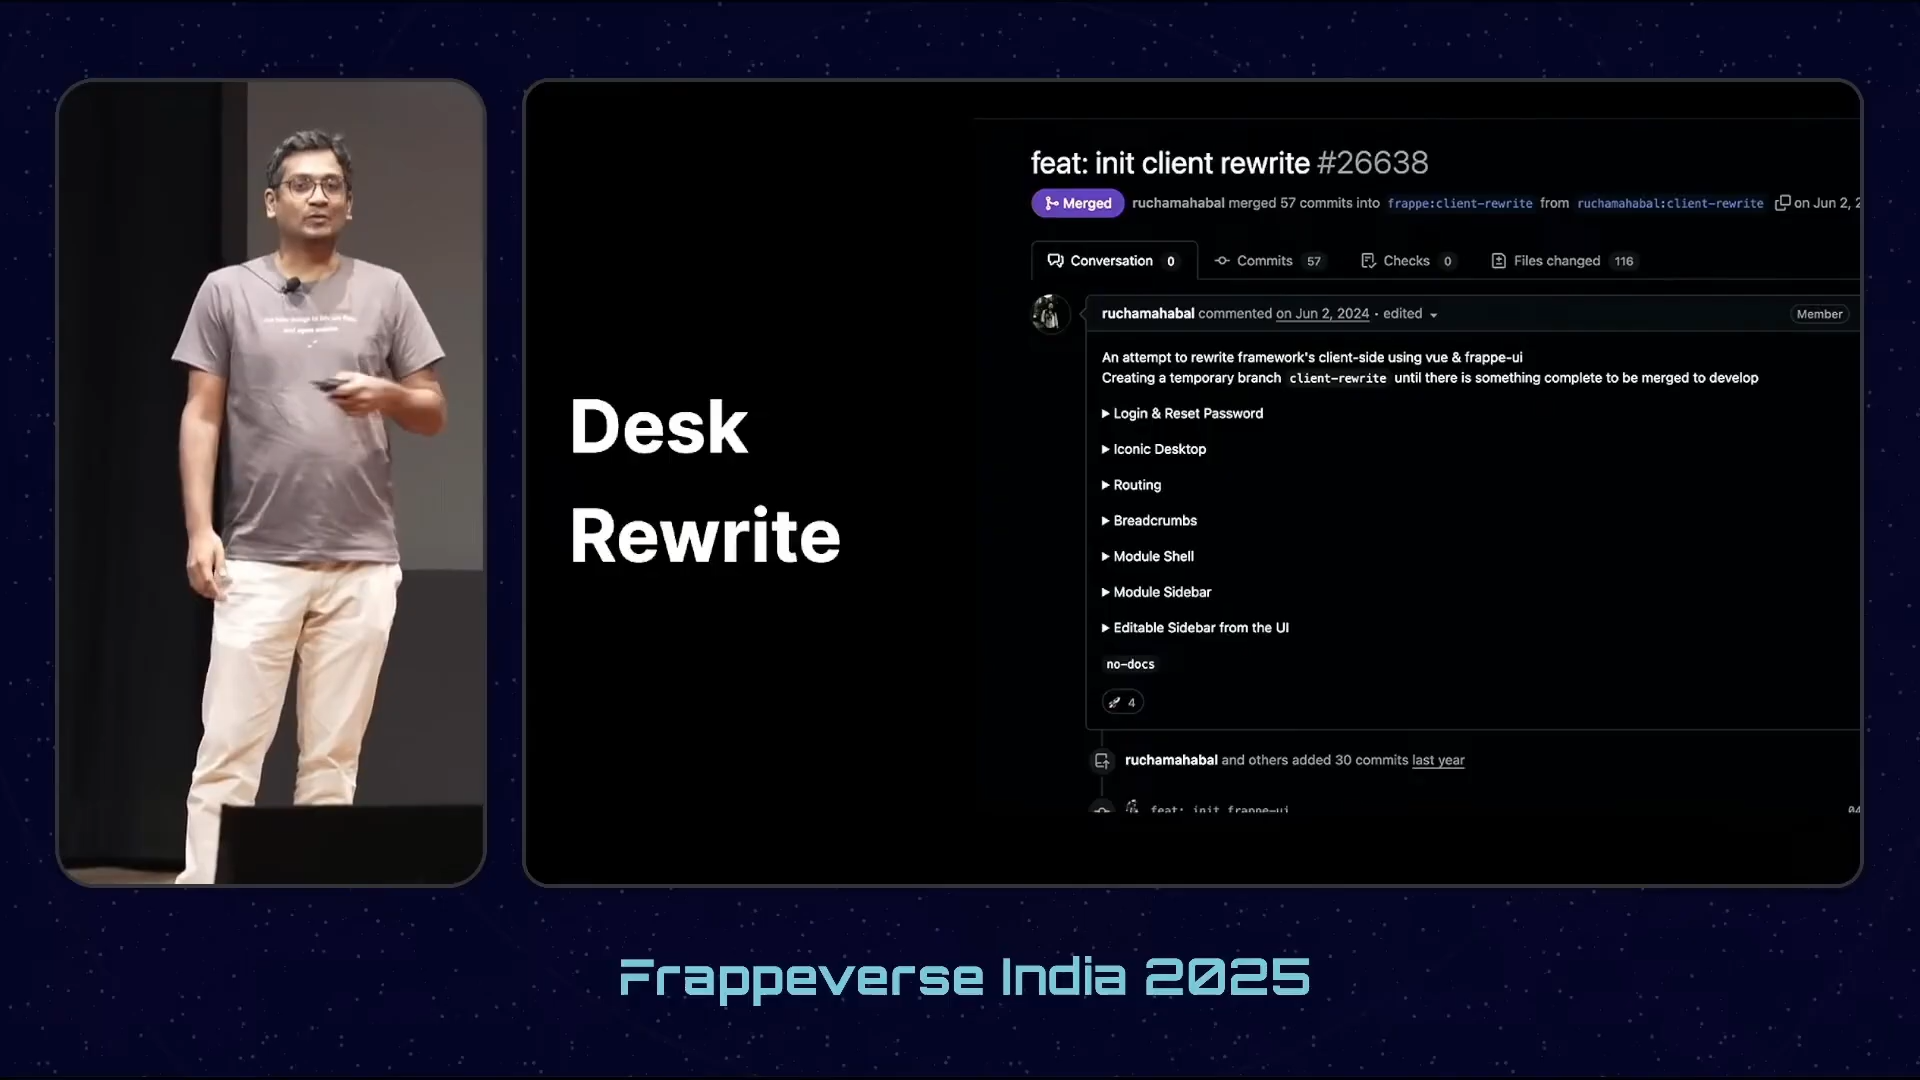 Desk
Rewrite
feat: init client rewrite #26638
Merged ruchamahabal merged 57 commits into frappe:client-rewrite from ruchamahabal:client-rewrite on Jun 2,
Conversation 0 Commits 57 Checks 0 Files changed 116
ruchamahabal commented on Jun 2, 2024 · edited
Member
An attempt to rewrite framework's client-side using vue & frappe-ui
Creating a temporary branch client-rewrite until there is something complete to be merged to develop
Login & Reset Password
Iconic Desktop
Routing
Breadcrumbs
Module Shell
Module Sidebar
Editable Sidebar from the UI
no-docs
4
ruchamahabal and others added 30 commits last year
feat: init frappe-ui
Frappeverse India 2025